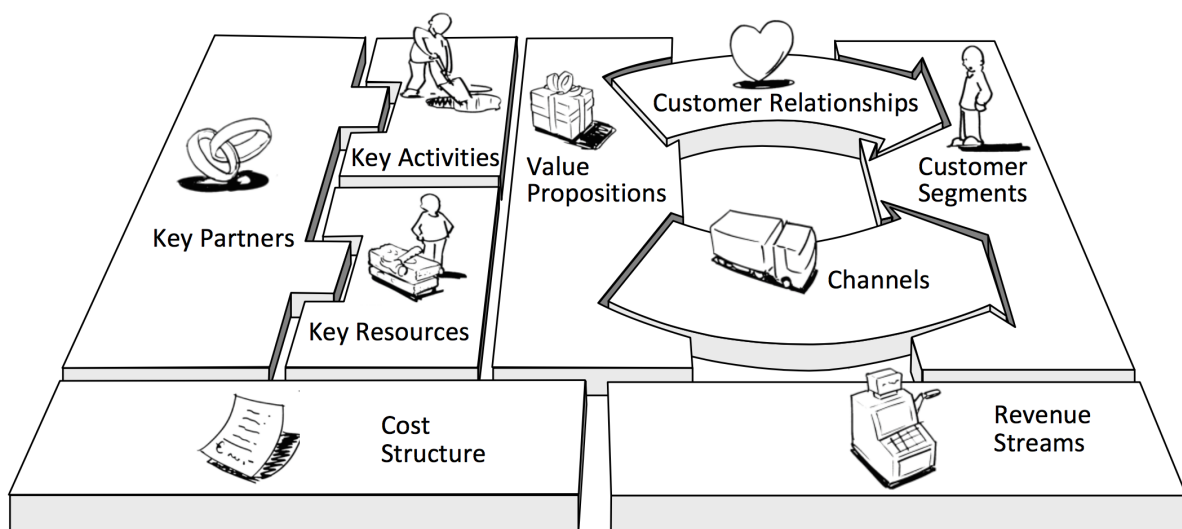 Customer Relationships
Key Activities
Value
Propositions
Customer
Segments
Key Partners
Channels
Key Resources
Cost
Structure
Revenue
Streams